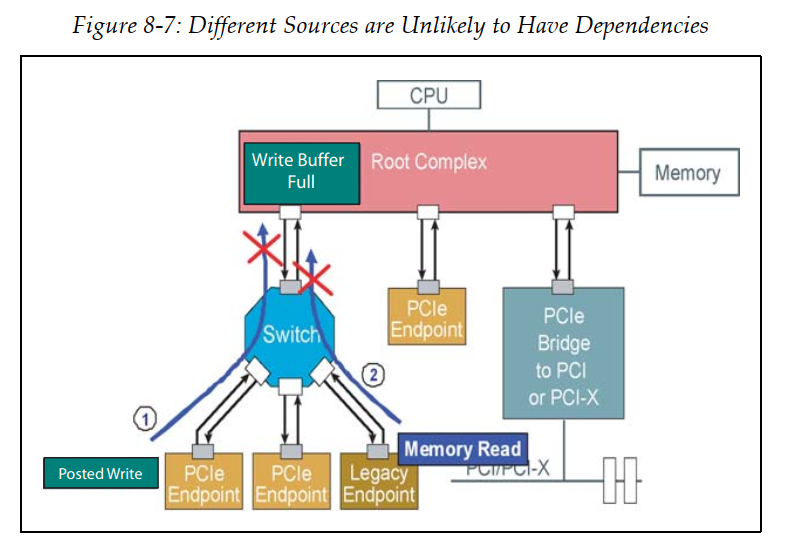 Figure 8-7: Different Sources are Unlikely to Have Dependencies
CPU
Write Buffer
Full
Root Complex
Memory
PCIe
Endpoint
PCIe
Bridge
to PCI
or PCI-X
Switch
1
2
Posted Write
PCIe
Endpoint
PCIe
Endpoint
Legacy
Endpoint
Memory Read
PCI/PCI-X